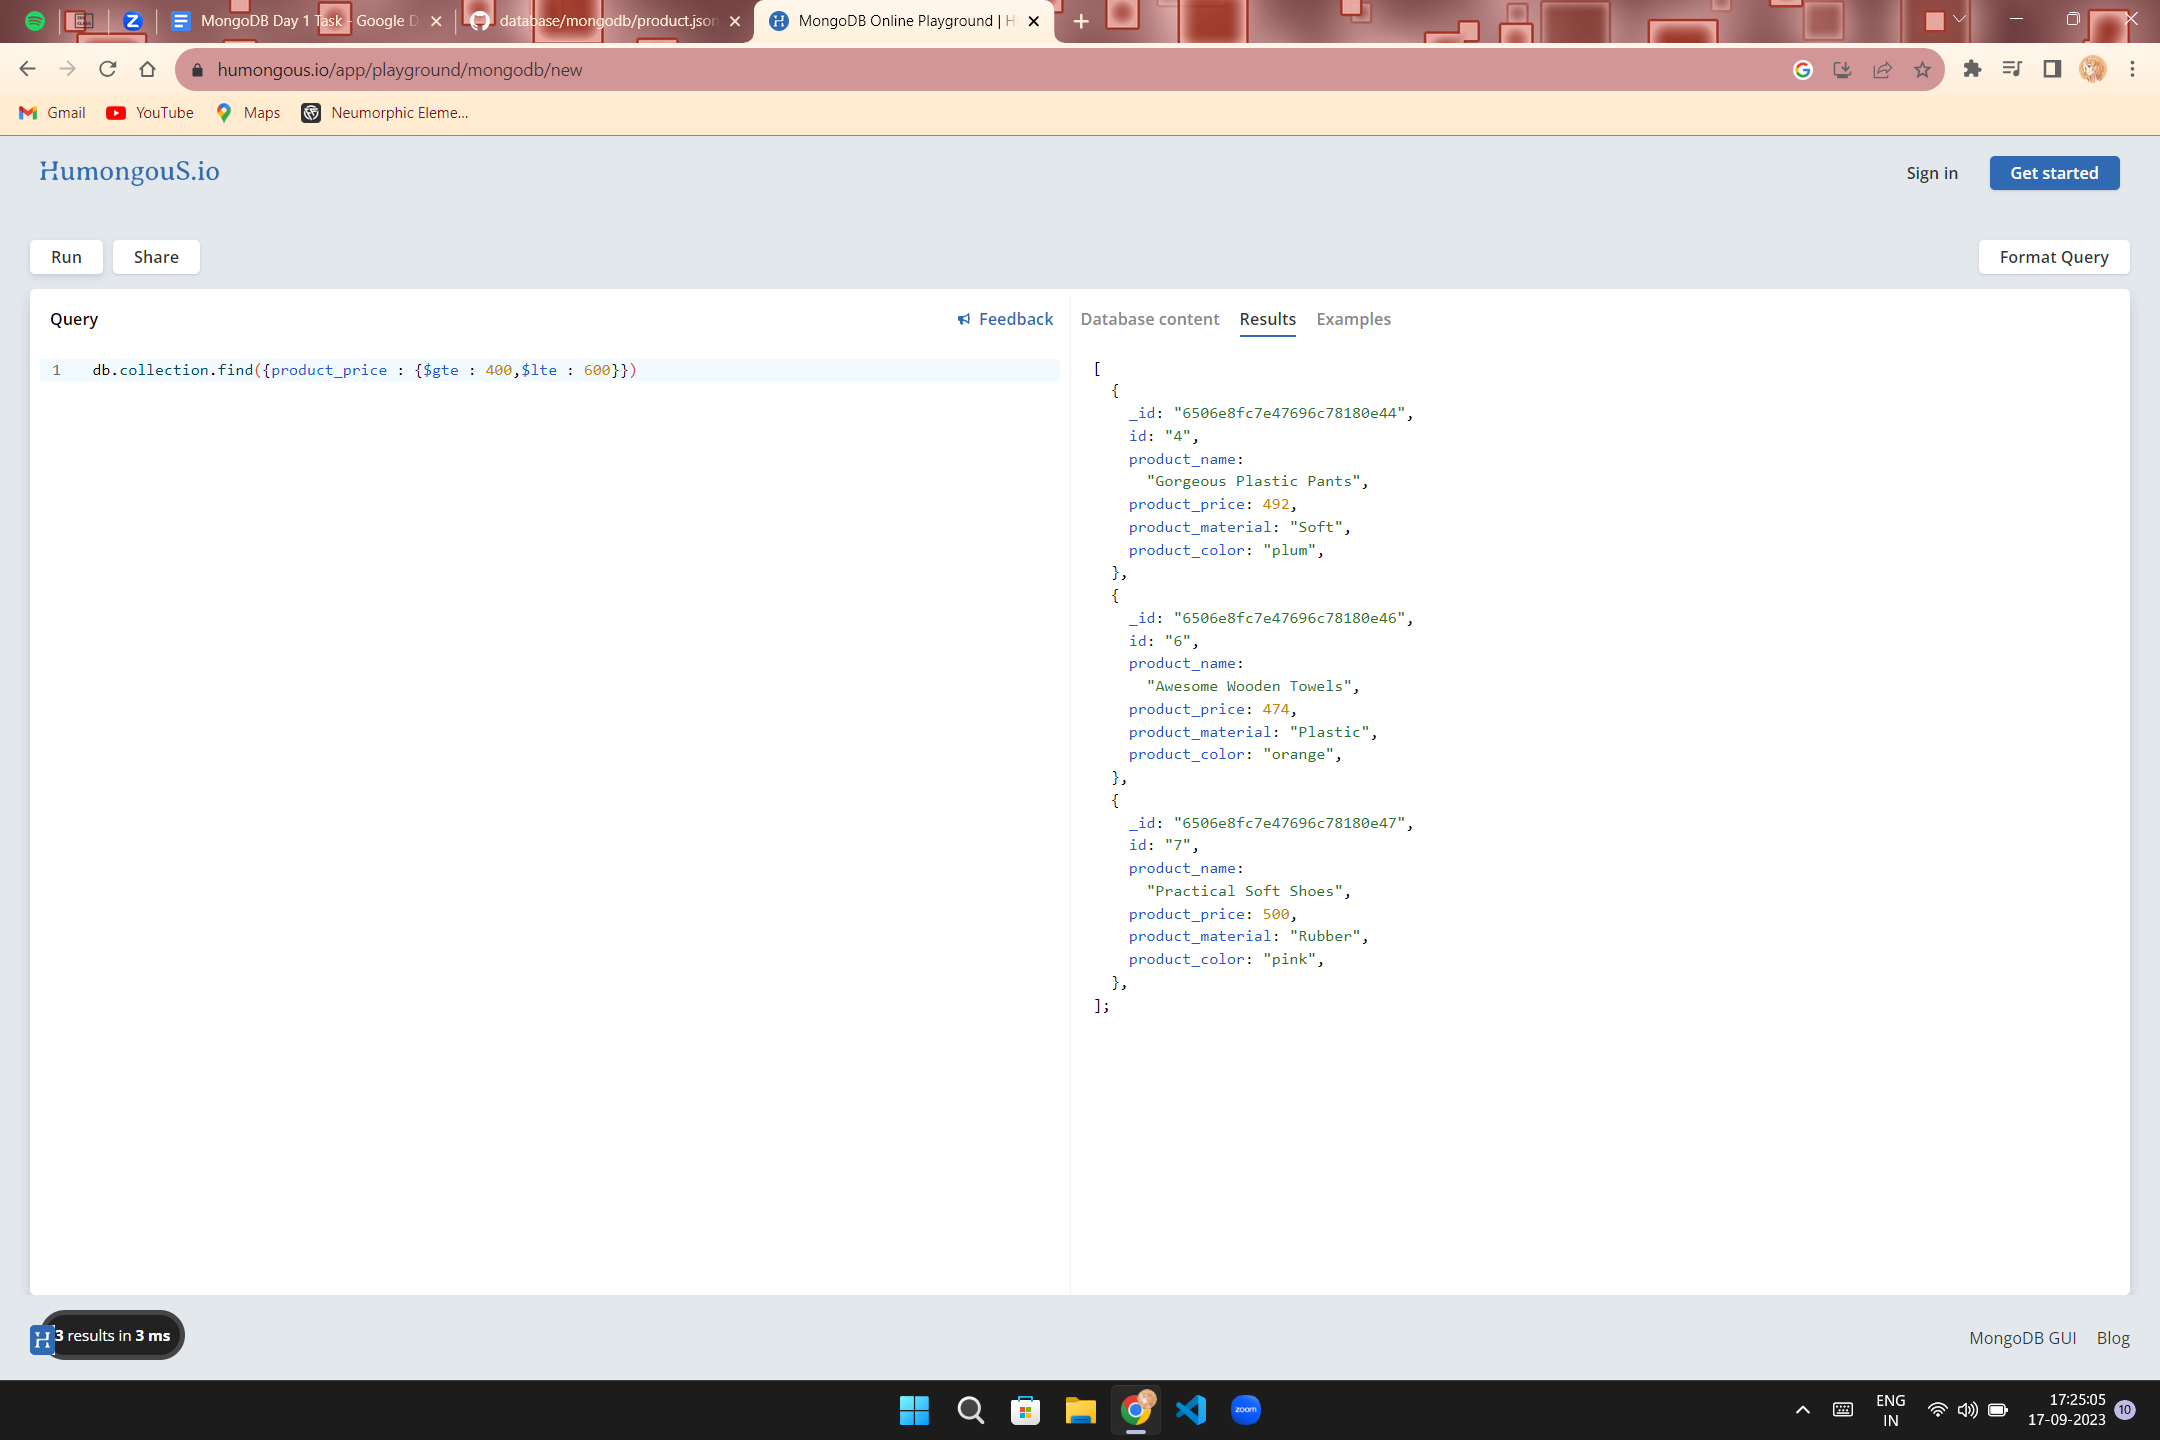 MongoDB Day 1 Task - Google D
database/mongodb/product.json
MongoDB Online Playground | H
humongous.io/app/playground/mongodb/new
Gmail
YouTube
Maps
Neumorphic Eleme...
HumongouS.io
Sign in
Get started
Run
Share
Format Query
Query
Feedback
Database content
Results
Examples
1 db.collection.find({product_price : {$gte : 400,$lte : 600}})
[
{
_id: "6506e8fc7e47696c78180e44",
id: "4",
product_name:
"Gorgeous Plastic Pants",
product_price: 492,
product_material: "Soft",
product_color: "plum",
},
{
_id: "6506e8fc7e47696c78180e46",
id: "6",
product_name:
"Awesome Wooden Towels",
product_price: 474,
product_material: "Plastic",
product_color: "orange",
},
{
_id: "6506e8fc7e47696c78180e47",
id: "7",
product_name:
"Practical Soft Shoes",
product_price: 500,
product_material: "Rubber",
product_color: "pink",
},
];
3 results in 3 ms
MongoDB GUI
Blog
zoom
ENG
IN
17:25:05
17-09-2023
10